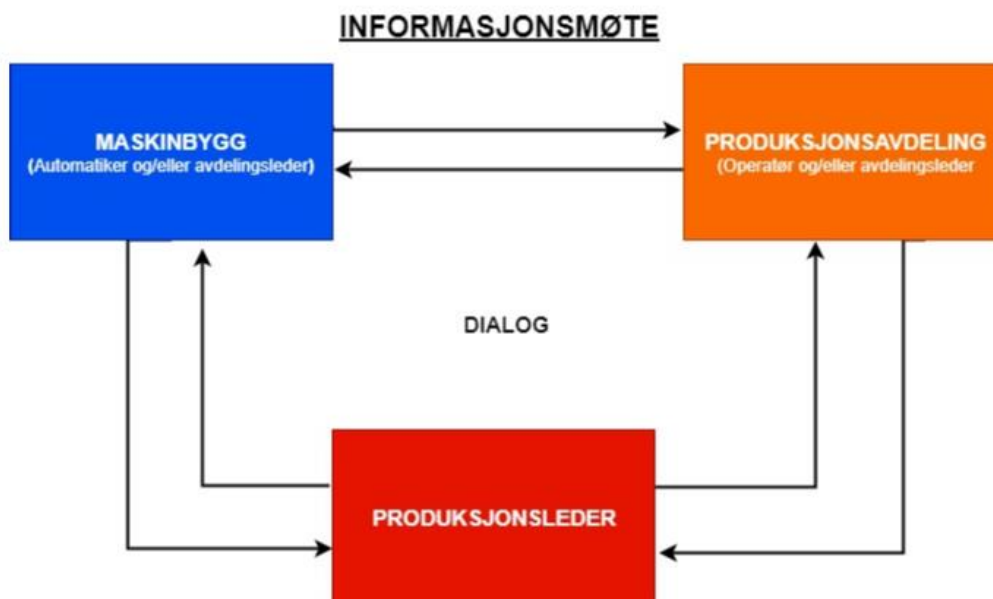 INFORMASJONSMØTE
MASKINBYGG
(Automatiker og/eller avdelingsleder)
PRODUKSJONSAVDELING
(Operatør og/eller avdelingsleder
DIALOG
PRODUKSJONSLEDER